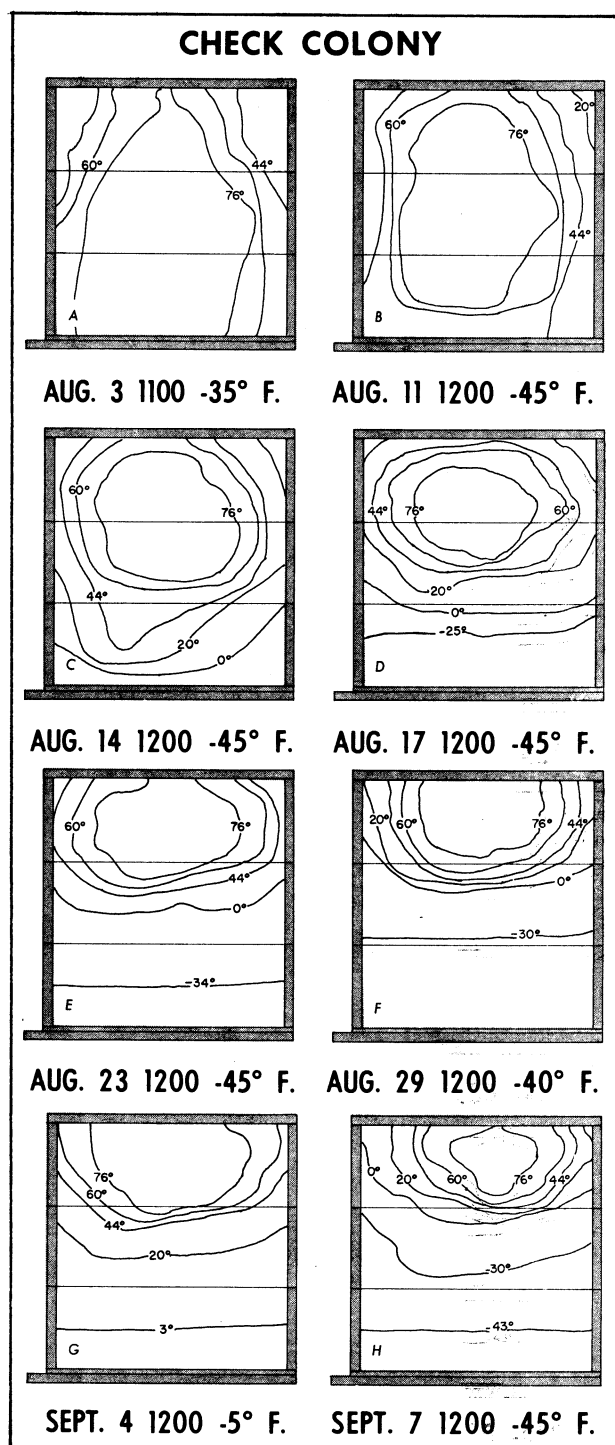 CHECK COLONY
60° 44° 76° A
AUG. 3 1100 -35° F.
20° 60° 76° 44° B
AUG. 11 1200 -45° F.
60° 76° 44° 20° 0° C
AUG. 14 1200 -45° F.
44° 76° 60° 20° 0° -25° D
AUG. 17 1200 -45° F.
60° 76° 44° 0° -34° E
AUG. 23 1200 -45° F.
20° 60° 76° 44° 0° -30° F
AUG. 29 1200 -40° F.
76° 60° 44° 20° 3° G
SEPT. 4 1200 -5° F.
0° 20° 60° 76° 44° -30° -43° H
SEPT. 7 1200 -45° F.